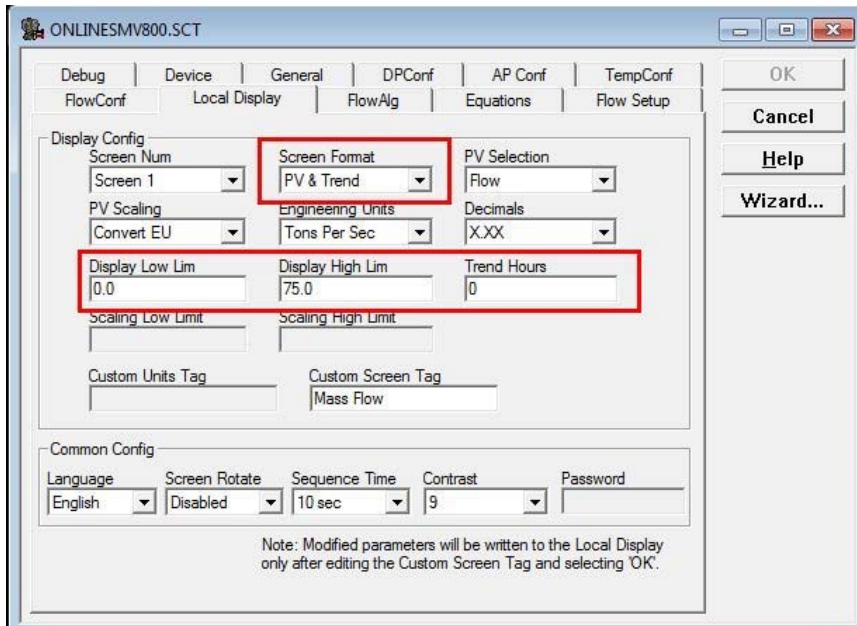 ONLINESMV800.SCT
Debug Device General DPConf AP Conf TempConf
FlowConf Local Display FlowAlg Equations Flow Setup
OK
Cancel
Help
Wizard...
Display Config
Screen Num Screen Format PV Selection
Screen 1 PV & Trend Flow
PV Scaling Engineering Units Decimals
Convert EU Tons Per Sec X.XX
Display Low Lim Display High Lim Trend Hours
0.0 75.0 0
Scaling Low Limit Scaling High Limit
Custom Units Tag Custom Screen Tag
Mass Flow
Common Config
Language Screen Rotate Sequence Time Contrast Password
English Disabled 10 sec 9
Note: Modified parameters will be written to the Local Display
only after editing the Custom Screen Tag and selecting 'OK'.